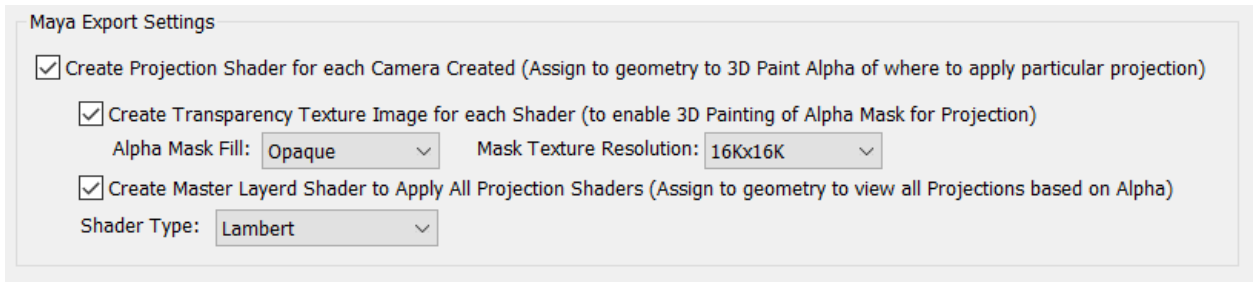 Maya Export Settings
Create Projection Shader for each Camera Created (Assign to geometry to 3D Paint Alpha of where to apply particular projection)
Create Transparency Texture Image for each Shader (to enable 3D Painting of Alpha Mask for Projection)
Alpha Mask Fill: Opaque Mask Texture Resolution: 16Kx16K
Create Master Layerd Shader to Apply All Projection Shaders (Assign to geometry to view all Projections based on Alpha)
Shader Type: Lambert